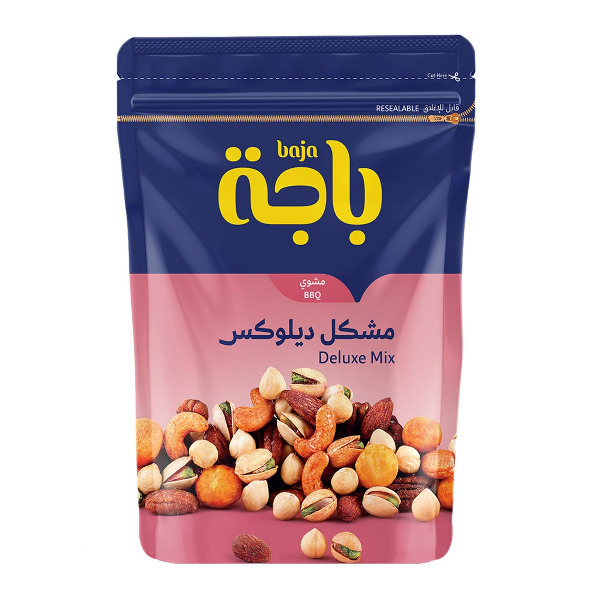 Cut Here
RESEALABLE قابل للإغلاق
baja
باجة
مشوي
BBQ
مشكل ديلوكس
Deluxe Mix